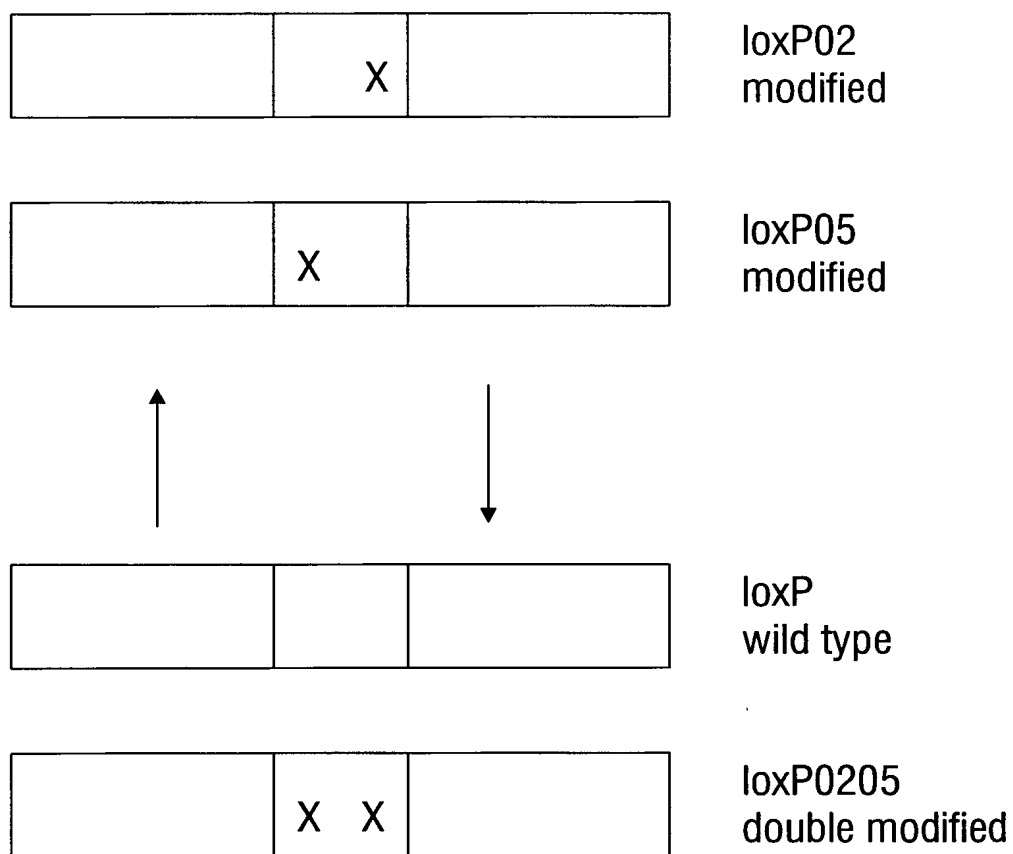 X
loxP02
modified
X
loxP05
modified
loxP
wild type
X X
loxP0205
double modified